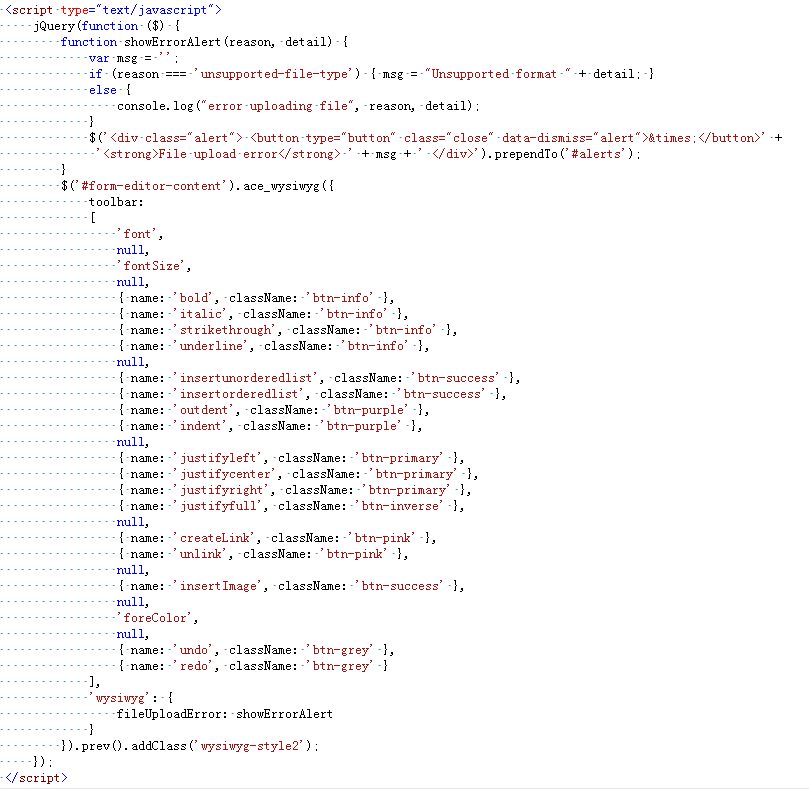 <script type="text/javascript">
    jQuery(function ($) {
        function showErrorAlert(reason, detail) {
            var msg = '';
            if (reason === 'unsupported-file-type') { msg = "Unsupported format " + detail; }
            else {
                console.log("error uploading file", reason, detail);
            }
            $('<div class="alert"> <button type="button" class="close" data-dismiss="alert">&times;</button>' +
             '<strong>File upload error</strong> ' + msg + ' </div>').prependTo('#alerts');
        }
        $('#form-editor-content').ace_wysiwyg({
            toolbar:
            [
                'font',
                null,
                'fontSize',
                null,
                { name: 'bold', className: 'btn-info' },
                { name: 'italic', className: 'btn-info' },
                { name: 'strikethrough', className: 'btn-info' },
                { name: 'underline', className: 'btn-info' },
                null,
                { name: 'insertunorderedlist', className: 'btn-success' },
                { name: 'insertorderedlist', className: 'btn-success' },
                { name: 'outdent', className: 'btn-purple' },
                { name: 'indent', className: 'btn-purple' },
                null,
                { name: 'justifyleft', className: 'btn-primary' },
                { name: 'justifycenter', className: 'btn-primary' },
                { name: 'justifyright', className: 'btn-primary' },
                { name: 'justifyfull', className: 'btn-inverse' },
                null,
                { name: 'createLink', className: 'btn-pink' },
                { name: 'unlink', className: 'btn-pink' },
                null,
                { name: 'insertImage', className: 'btn-success' },
                null,
                'foreColor',
                null,
                { name: 'undo', className: 'btn-grey' },
                { name: 'redo', className: 'btn-grey' }
            ],
            'wysiwyg': {
                fileUploadError: showErrorAlert
            }
        }).prev().addClass('wysiwyg-style2');
    });
</script>